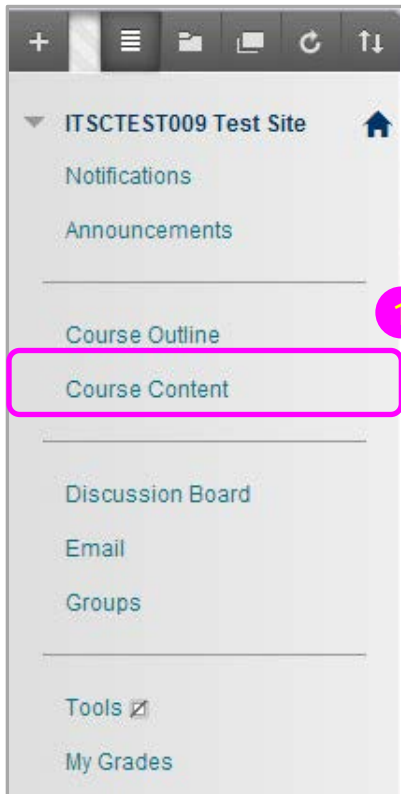 ITSCTEST009 Test Site
Notifications
Announcements
Course Outline
Course Content
Discussion Board
Email
Groups
Tools
My Grades